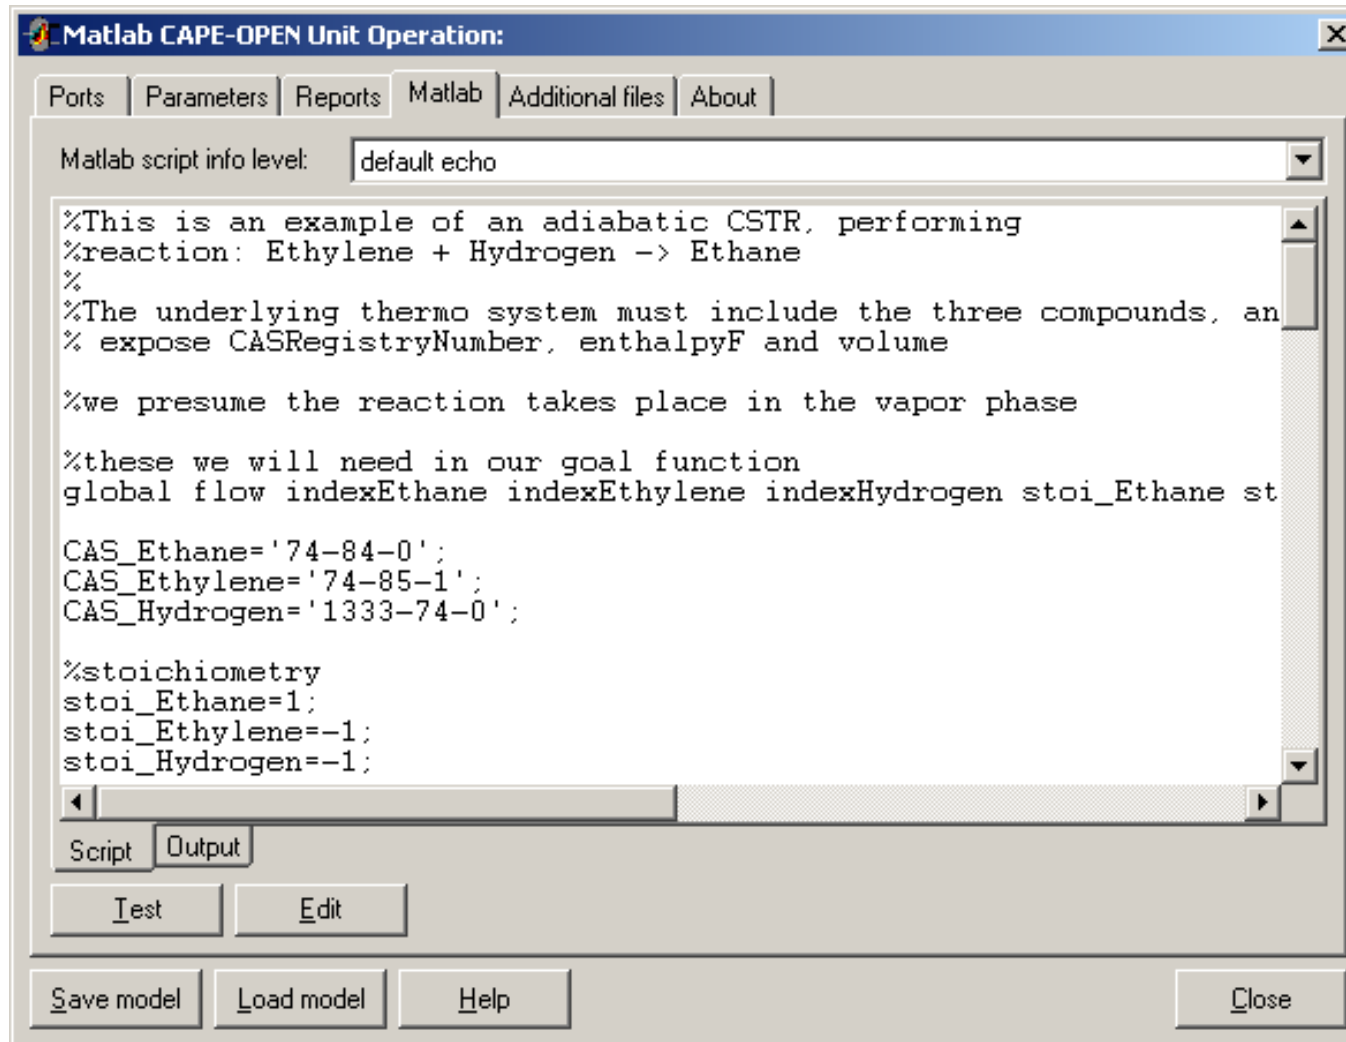 Matlab CAPE-OPEN Unit Operation:
Ports Parameters Reports Matlab Additional files About
Matlab script info level: default echo
%This is an example of an adiabatic CSTR, performing
%reaction: Ethylene + Hydrogen -> Ethane
%
%The underlying thermo system must include the three compounds, an
% expose CASRegistryNumber, enthalpyF and volume
%we presume the reaction takes place in the vapor phase
%these we will need in our goal function
global flow indexEthane indexEthylene indexHydrogen stoi_Ethane st
CAS_Ethane='74-84-0';
CAS_Ethylene='74-85-1';
CAS_Hydrogen='1333-74-0';
%stoichiometry
stoi_Ethane=1;
stoi_Ethylene=-1;
stoi_Hydrogen=-1;
Script Output
Test Edit
Save model Load model Help Close